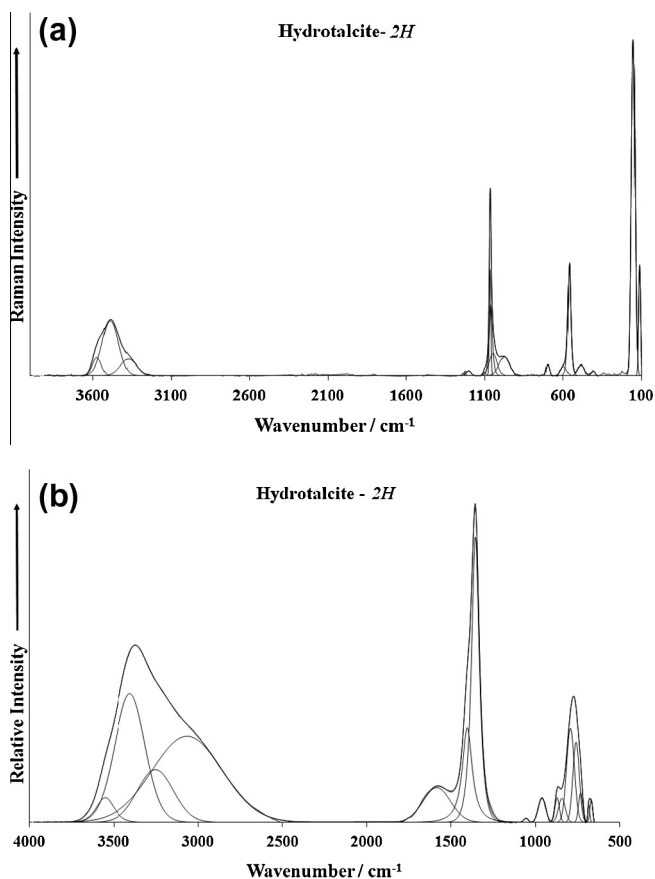 (a)
Hydrotalcite- 2H
Raman Intensity
3600 3100 2600 2100 1600 1100 600 100
Wavenumber / cm-1
(b)
Hydrotalcite - 2H
Relative Intensity
4000 3500 3000 2500 2000 1500 1000 500
Wavenumber / cm-1